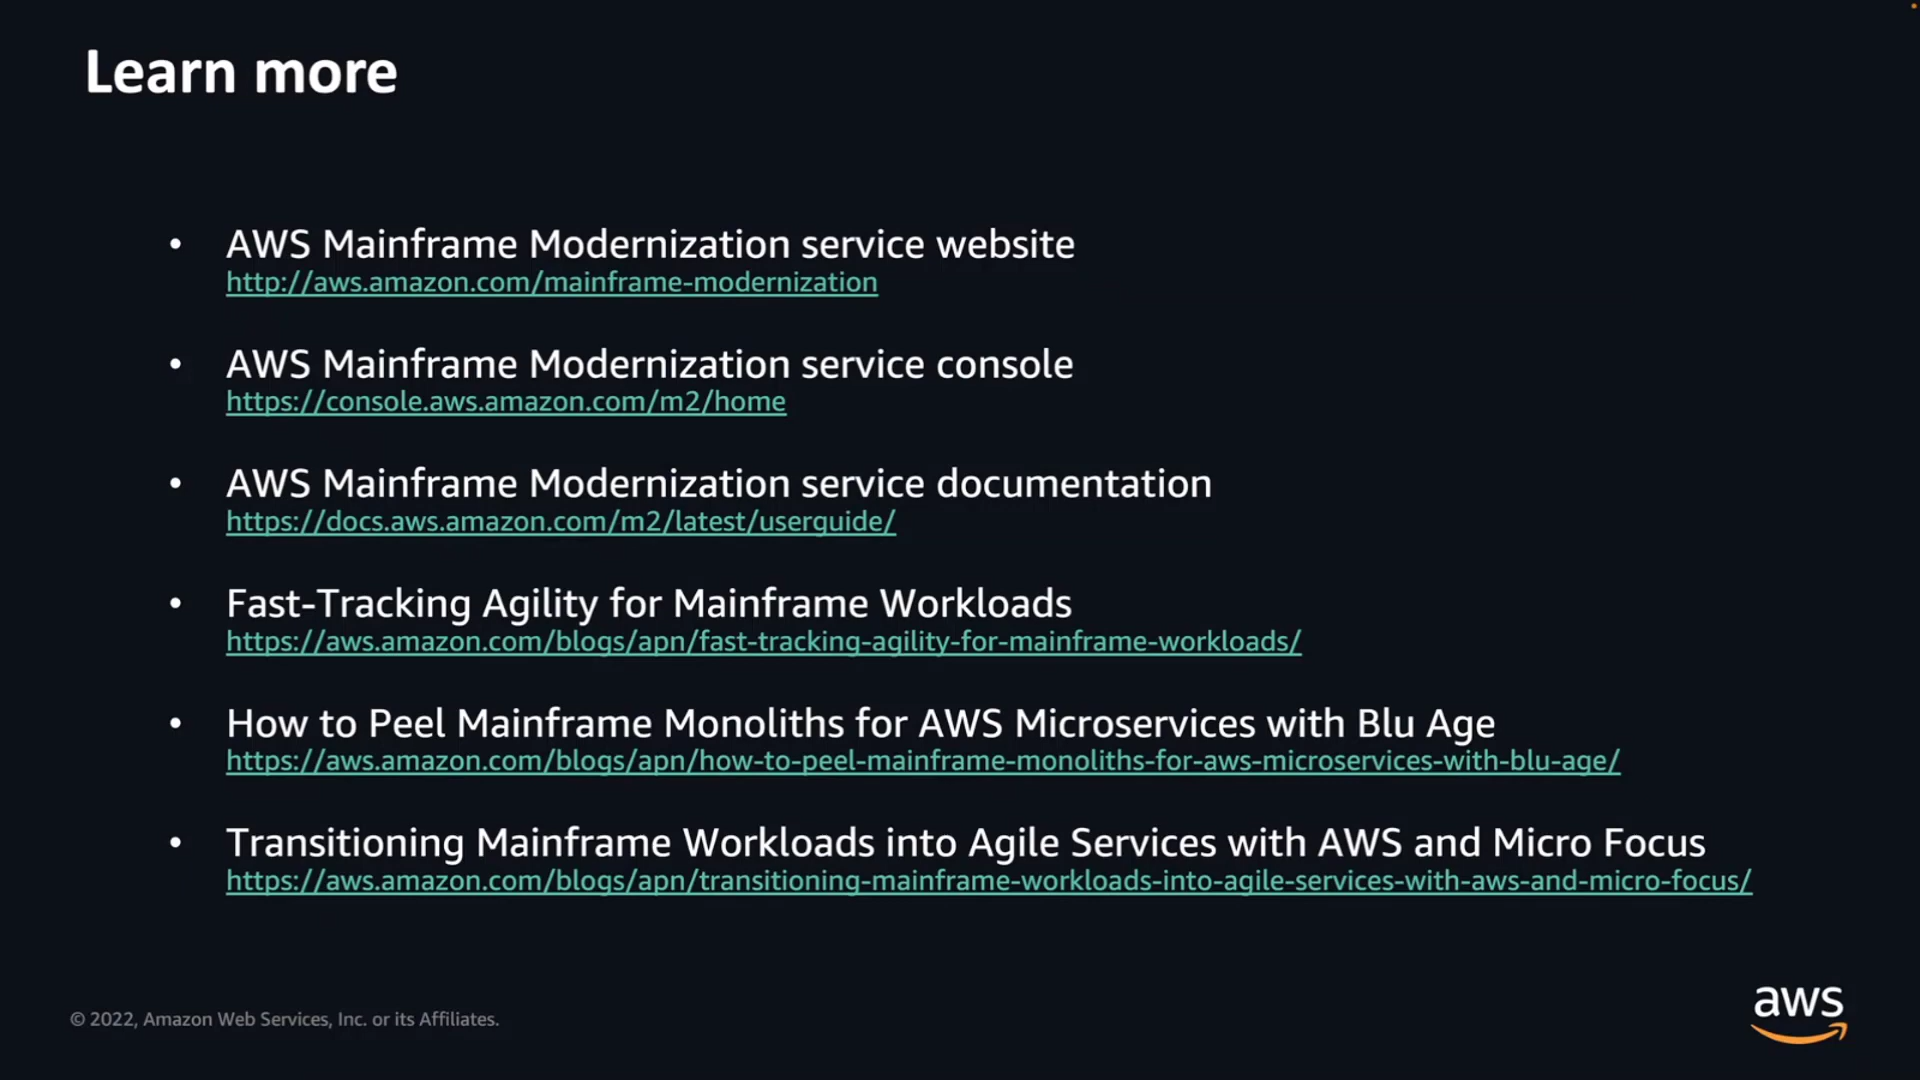 Learn more
• AWS Mainframe Modernization service website
http://aws.amazon.com/mainframe-modernization
• AWS Mainframe Modernization service console
https://console.aws.amazon.com/m2/home
• AWS Mainframe Modernization service documentation
https://docs.aws.amazon.com/m2/latest/userguide/
• Fast-Tracking Agility for Mainframe Workloads
https://aws.amazon.com/blogs/apn/fast-tracking-agility-for-mainframe-workloads/
• How to Peel Mainframe Monoliths for AWS Microservices with Blu Age
https://aws.amazon.com/blogs/apn/how-to-peel-mainframe-monoliths-for-aws-microservices-with-blu-age/
• Transitioning Mainframe Workloads into Agile Services with AWS and Micro Focus
https://aws.amazon.com/blogs/apn/transitioning-mainframe-workloads-into-agile-services-with-aws-and-micro-focus/
© 2022, Amazon Web Services, Inc. or its Affiliates.
aws